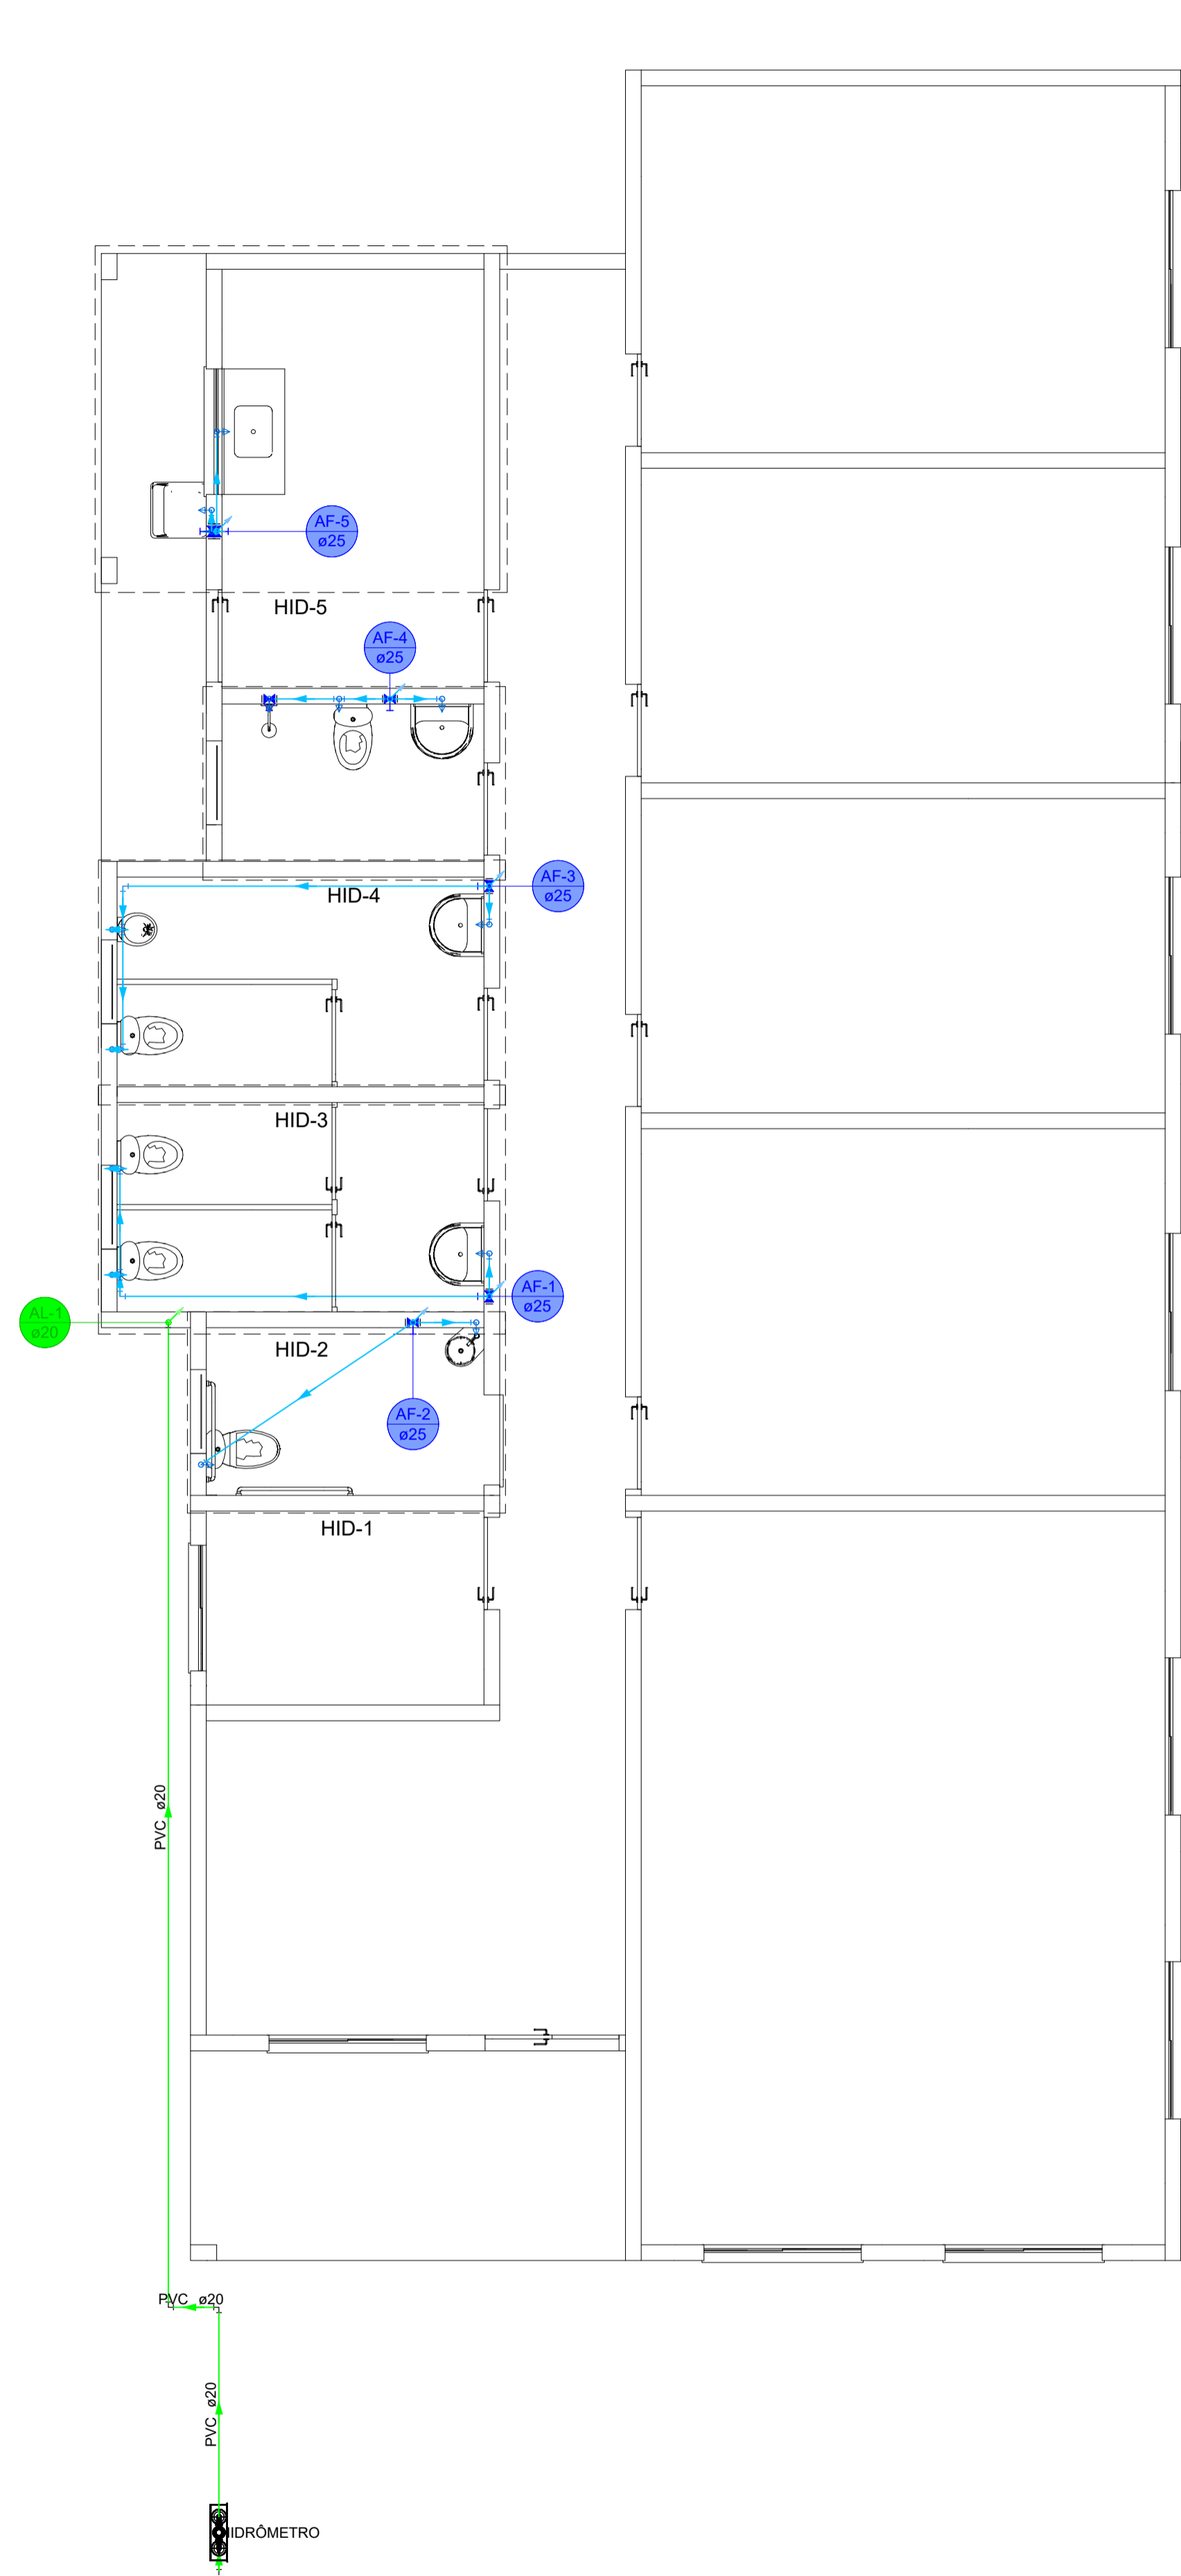 AF-5
ø25
HID-5
AF-4
ø25
AF-3
ø25
HID-4
HID-3
AF-1
ø25
AL-1
ø20
HID-2
AF-2
ø25
HID-1
PVC ø20
PVC ø20
PVC ø20
HIDRÔMETRO